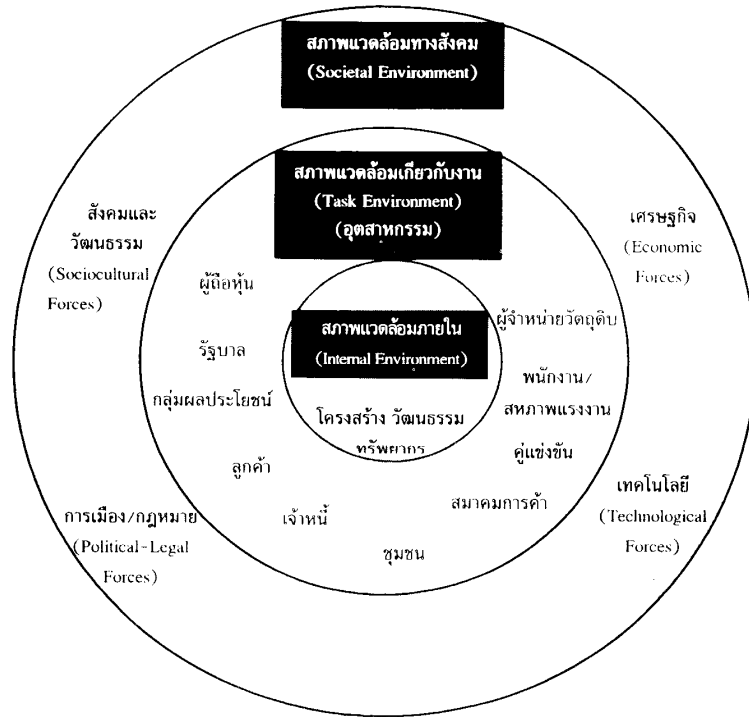 สภาพแวดล้อมทางสังคม
(Societal Environment)
สภาพแวดล้อมเกี่ยวกับงาน
(Task Environment)
(อุตสาหกรรม)
สังคมและ
วัฒนธรรม
(Sociocultural
Forces)
เศรษฐกิจ
(Economic
Forces)
ผู้ถือหุ้น
รัฐบาล
กลุ่มผลประโยชน์
ลูกค้า
เจ้าหนี้
ชุมชน
สภาพแวดล้อมภายใน
(Internal Environment)
โครงสร้าง วัฒนธรรม
ทรัพยากร
ผู้จำหน่ายวัตถุดิบ
พนักงาน/
สหภาพแรงงาน
คู่แข่งขัน
สมาคมการค้า
การเมือง/กฎหมาย
(Political-Legal
Forces)
เทคโนโลยี
(Technological
Forces)